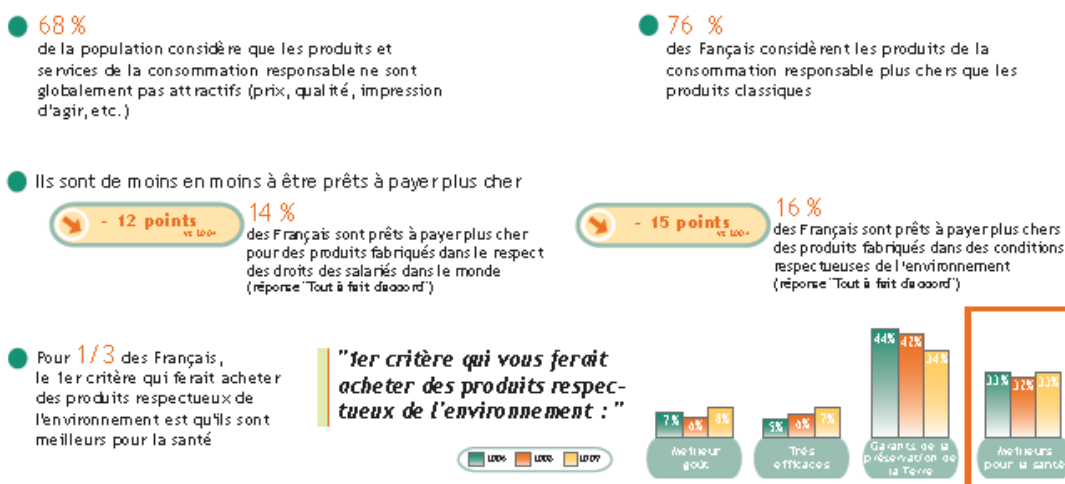 68 %
de la population considère que les produits et
services de la consommation responsable ne sont
globalement pas attractifs (prix, qualité, impression
d'agir, etc.)
76 %
des Fançais considèrent les produits de la
consommation responsable plus chers que les
produits classiques
Ils sont de moins en moins à être prêts à payer plus cher
- 12 points
14 %
des Français sont prêts à payer plus cher
pour des produits fabriqués dans le respect
des droits des salariés dans le monde
(réponse "Tout à fait d'accord")
- 15 points
16 %
des Français sont prêts à payer plus chers
des produits fabriqués dans des conditions
respectueuses de l'environnement
(réponse "Tout à fait d'accord")
Pour 1/3 des Français,
le 1er critère qui ferait acheter
des produits respectueux de
l'environnement est qu'ils sont
meilleurs pour la santé
"1er critère qui vous ferait
acheter des produits respec-
tueux de l'environnement : "
7% 8%
Meilleur
goût
5% 7%
Très
efficaces
44% 42% 34%
Garants de la
préservation de
la Terre
33% 32% 33%
Meilleurs
pour la santé